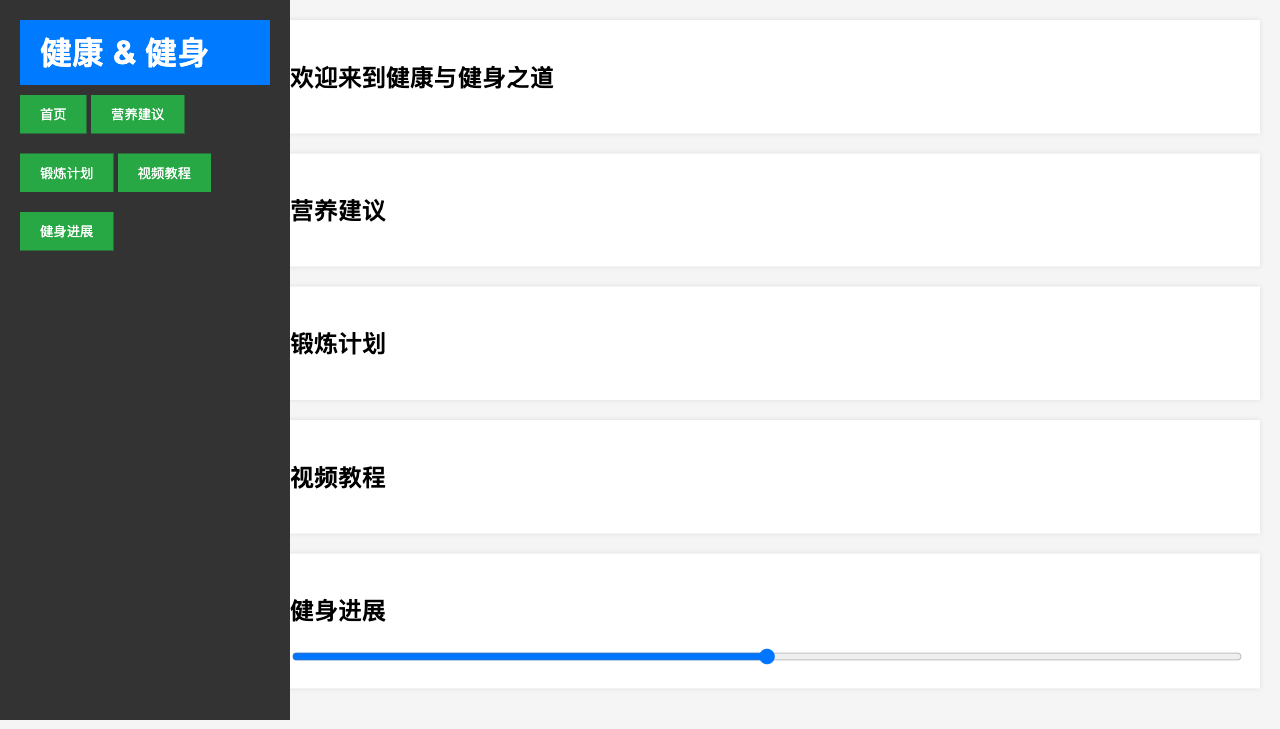 健康 & 健身
首页 营养建议
锻炼计划 视频教程
健身进展
欢迎来到健康与健身之道
营养建议
锻炼计划
视频教程
健身进展